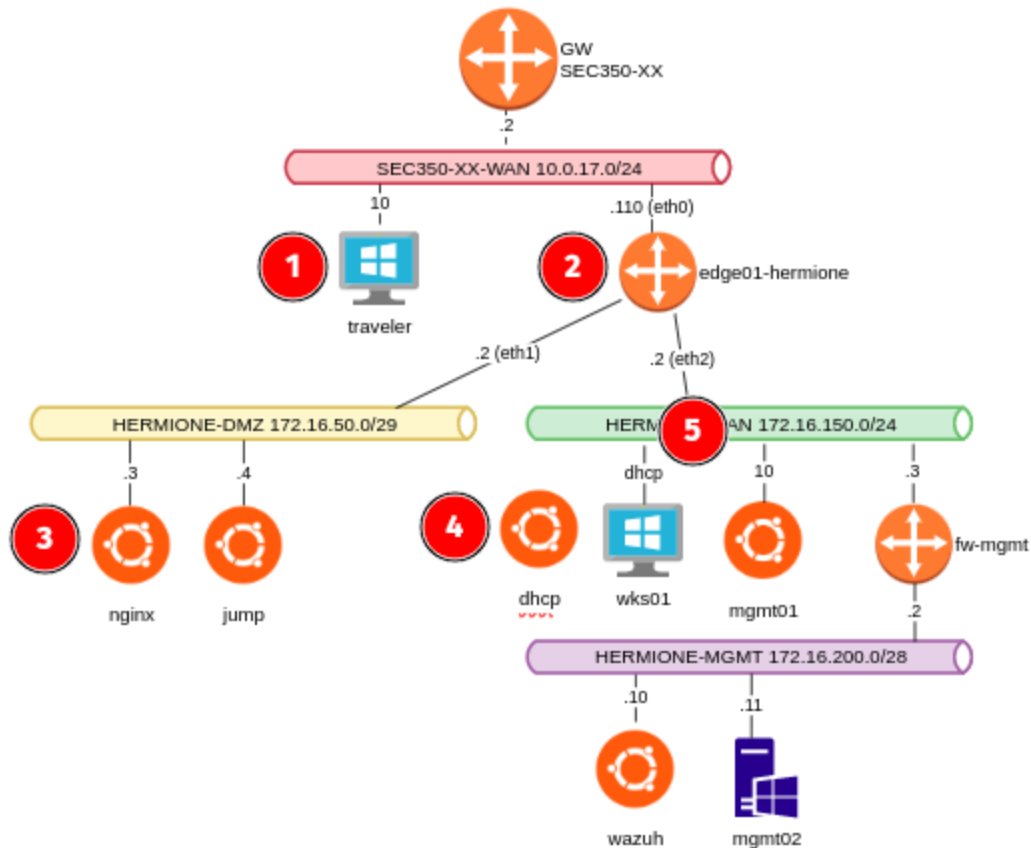 GW
SEC350-XX
.2
SEC350-XX-WAN 10.0.17.0/24
10
.110 (eth0)
1
2
edge01-hermione
traveler
.2 (eth1)
.2 (eth2)
HERMIONE-DMZ 172.16.50.0/29
HERM
5
AN 172.16.150.0/24
.3
.4
dhcp
10
.3
3
4
fw-mgmt
nginx
jump
dhcp
wks01
mgmt01
.2
HERMIONE-MGMT 172.16.200.0/28
.10
.11
wazuh
mgmt02